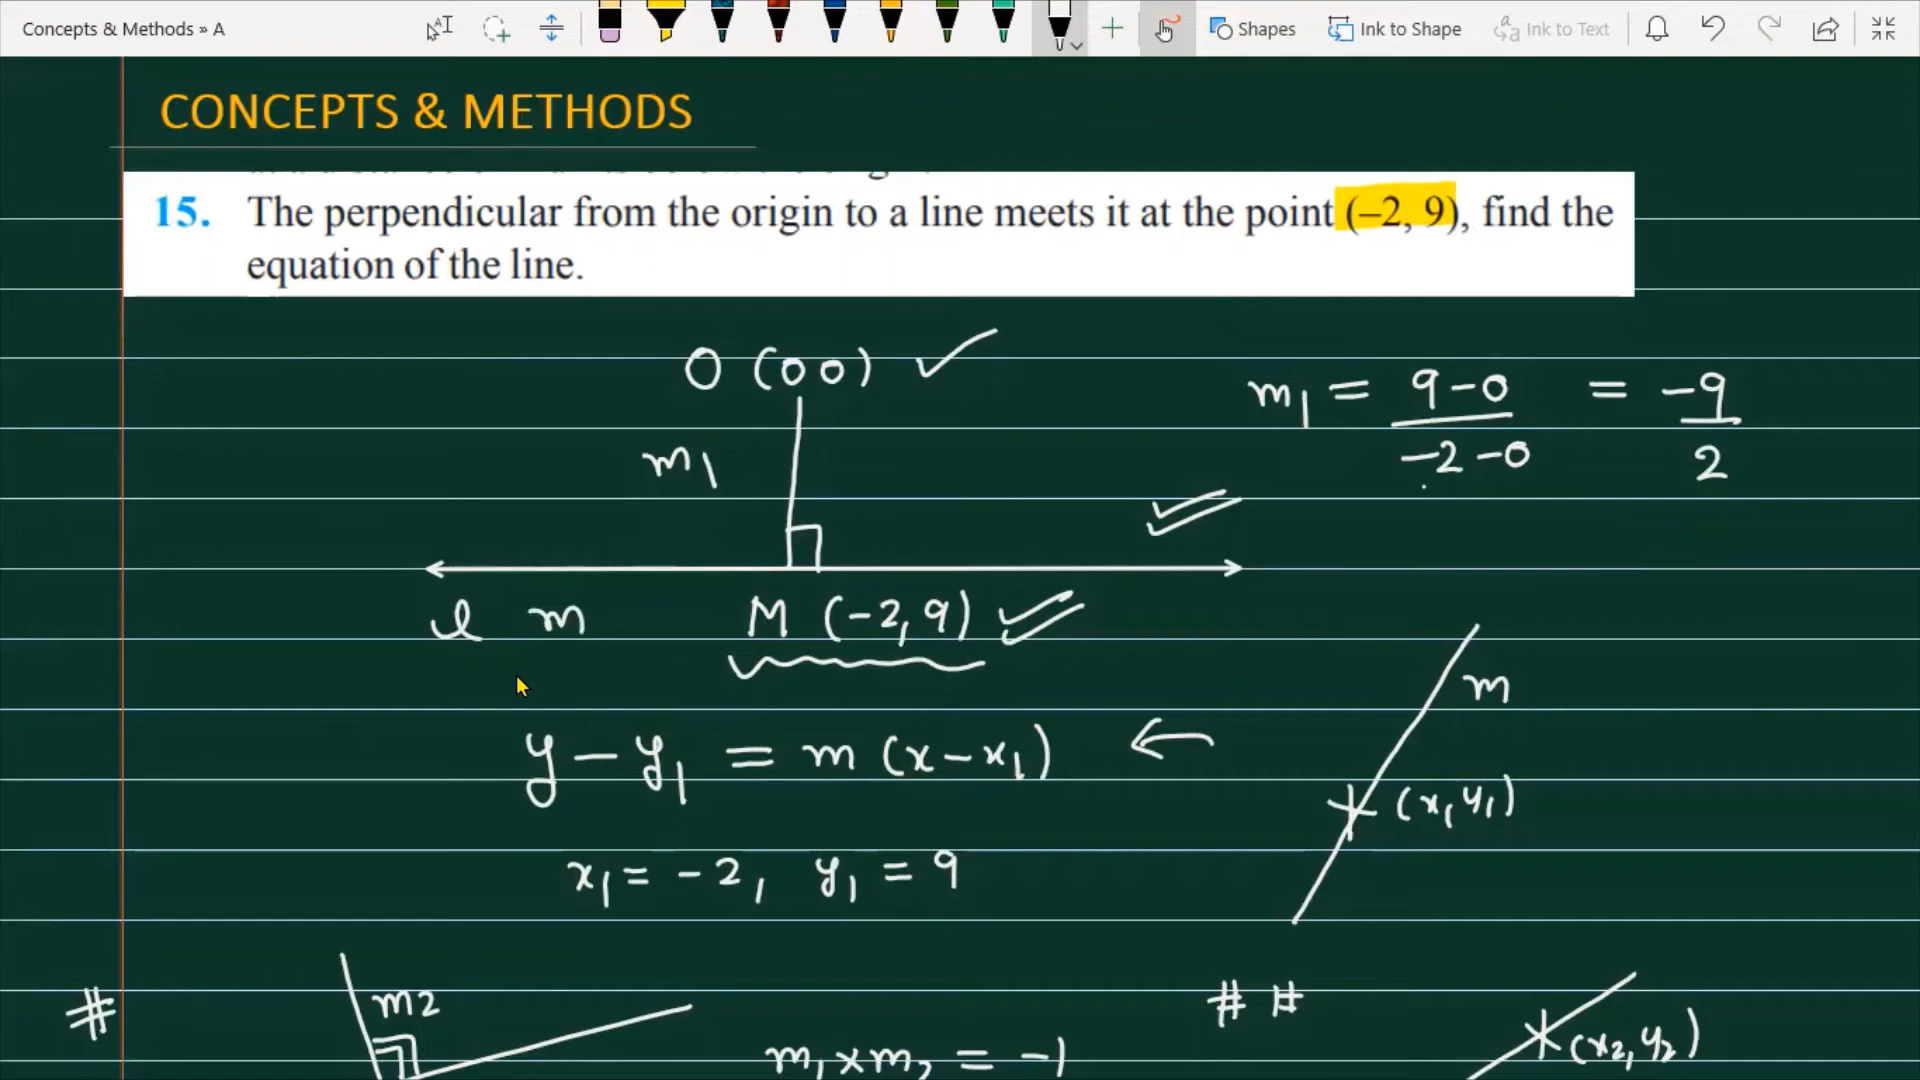 Concepts & Methods » A
Shapes
Ink to Shape
Ink to Text
CONCEPTS & METHODS
15. The perpendicular from the origin to a line meets it at the point (–2, 9), find the
equation of the line.
O (0 0) ✓
m₁ = 9-0 / -2-0 = -9/2
m₁
l m M (-2, 9)
m
y - y₁ = m (x - x₁) ←
(x₁ y₁)
x₁ = -2, y₁ = 9
# m2
m₁ x m₂ = -1
# #
(x₂, y₂)